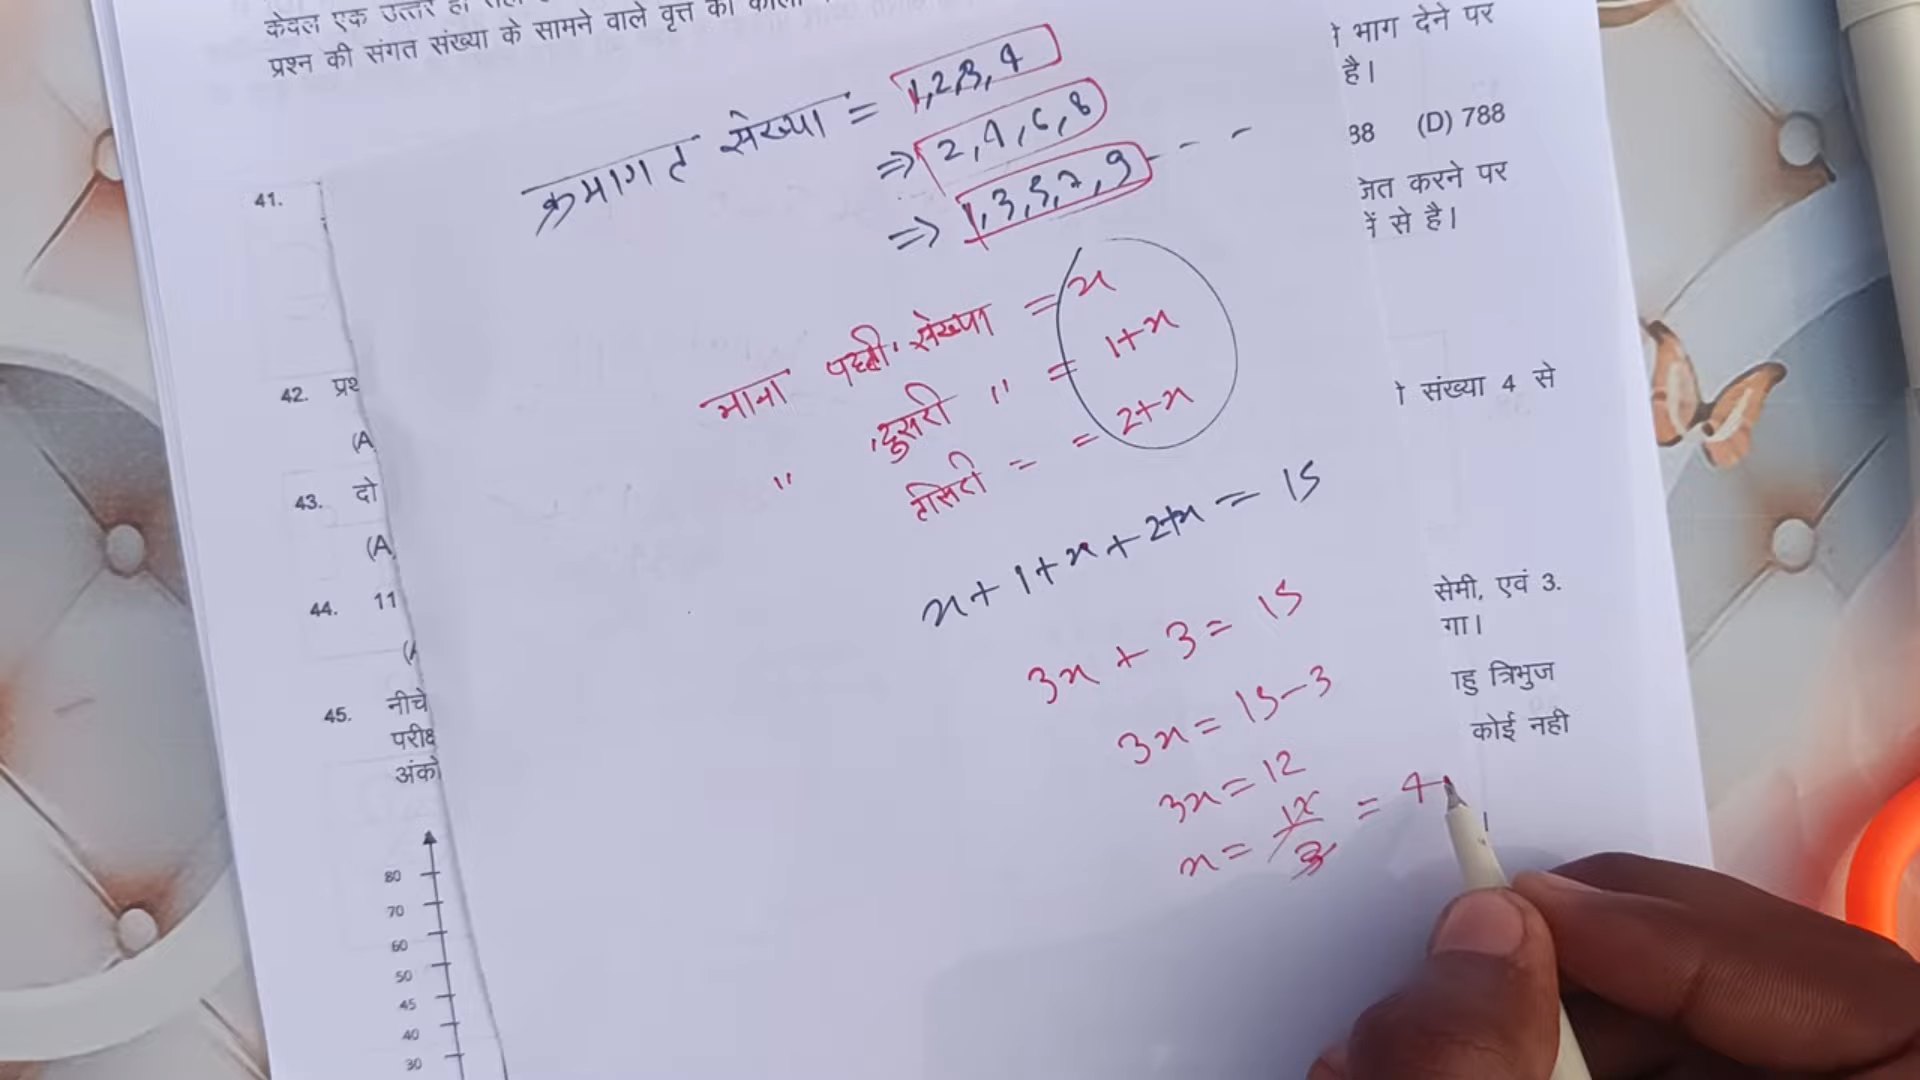 केवल एक उत्तर ही
प्रश्न की संगत संख्या के सामने वाले वृत्त को काला
क्रमागत संख्या = 1,2,3,4
⇒ 2,4,6,8
⇒ 1,3,5,7,9 - - -
माना पहली संख्या = x
" दुसरी " = 1+x
तीसरी = = 2+x
x+1+x+2+x = 15
3x + 3 = 15
3x = 15-3
3x = 12
x = 12/3 = 4
41.
42. प्रश
(A
43. दो
(A
44. 11
45. नीचे
परीक्ष
अंको
80
70
60
50
45
40
30
भाग देने पर
है।
88 (D) 788
जित करने पर
में से है।
संख्या 4 से
सेमी, एवं 3.
गा।
ाहु त्रिभुज
कोई नही